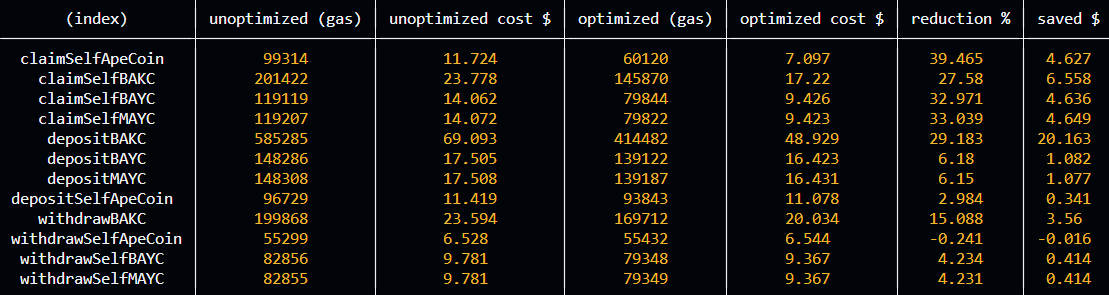 (index) unoptimized (gas) unoptimized cost $ optimized (gas) optimized cost $ reduction % saved $
claimSelfApeCoin 99314 11.724 60120 7.097 39.465 4.627
claimSelfBAKC 201422 23.778 145870 17.22 27.58 6.558
claimSelfBAYC 119119 14.062 79844 9.426 32.971 4.636
claimSelfMAYC 119207 14.072 79822 9.423 33.039 4.649
depositBAKC 585285 69.093 414482 48.929 29.183 20.163
depositBAYC 148286 17.505 139122 16.423 6.18 1.082
depositMAYC 148308 17.508 139187 16.431 6.15 1.077
depositSelfApeCoin 96729 11.419 93843 11.078 2.984 0.341
withdrawBAKC 199868 23.594 169712 20.034 15.088 3.56
withdrawSelfApeCoin 55299 6.528 55432 6.544 -0.241 -0.016
withdrawSelfBAYC 82856 9.781 79348 9.367 4.234 0.414
withdrawSelfMAYC 82855 9.781 79349 9.367 4.231 0.414